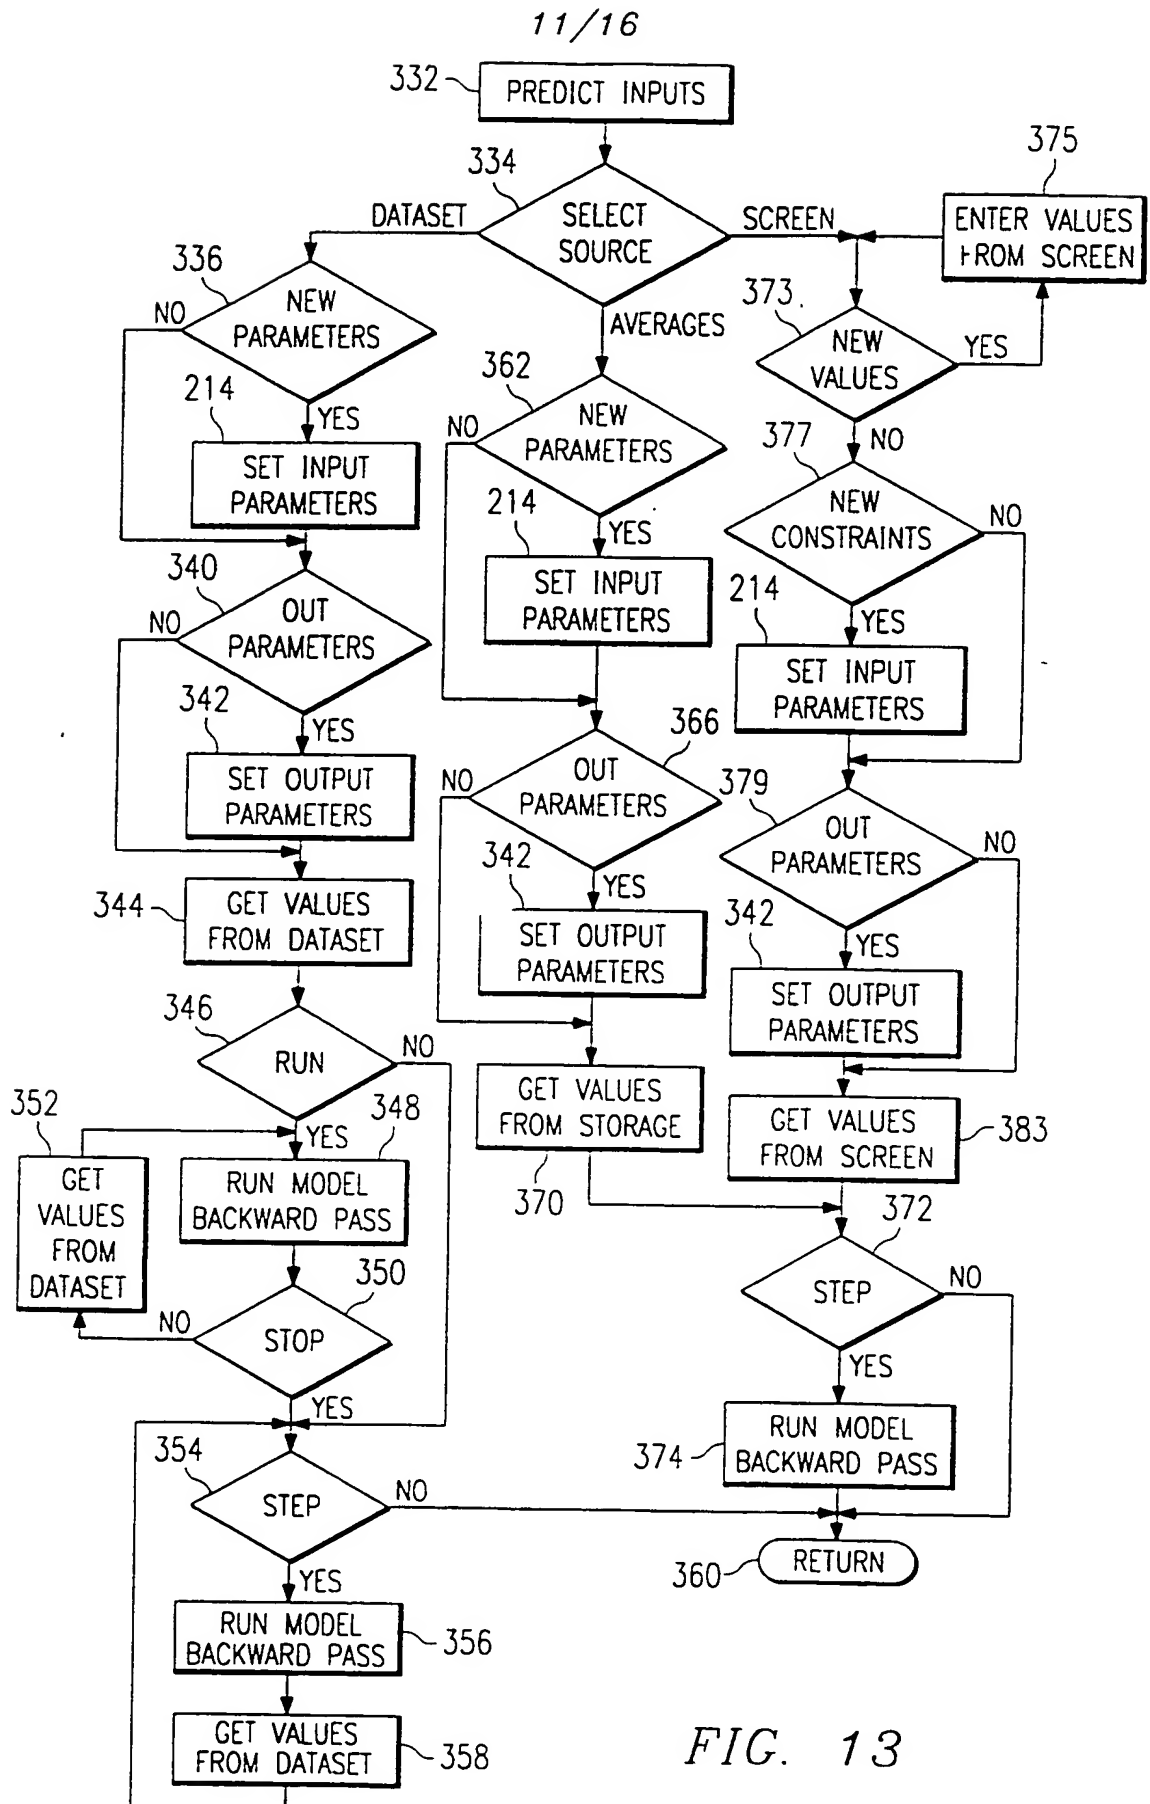 11/16
332
PREDICT INPUTS
334
SELECT
SOURCE
DATASET
SCREEN
AVERAGES
375
ENTER VALUES
FROM SCREEN
336
NEW
PARAMETERS
NO
YES
214
SET INPUT
PARAMETERS
340
OUT
PARAMETERS
NO
YES
342
SET OUTPUT
PARAMETERS
344
GET VALUES
FROM DATASET
346
RUN
NO
YES
352
GET
VALUES
FROM
DATASET
348
RUN MODEL
BACKWARD PASS
350
STOP
NO
YES
354
STEP
NO
YES
RUN MODEL
BACKWARD PASS
356
GET VALUES
FROM DATASET
358
362
NEW
PARAMETERS
NO
YES
214
SET INPUT
PARAMETERS
366
OUT
PARAMETERS
NO
YES
342
SET OUTPUT
PARAMETERS
GET VALUES
FROM STORAGE
370
373
NEW
VALUES
YES
NO
377
NEW
CONSTRAINTS
NO
YES
214
SET INPUT
PARAMETERS
379
OUT
PARAMETERS
NO
YES
342
SET OUTPUT
PARAMETERS
GET VALUES
FROM SCREEN
383
372
STEP
NO
YES
374
RUN MODEL
BACKWARD PASS
360
RETURN
FIG. 13